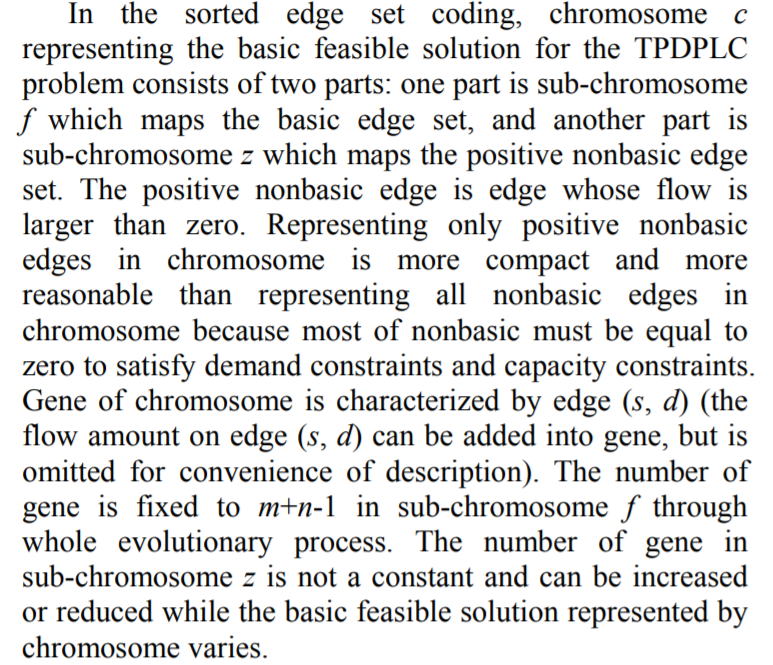 In the sorted edge set coding, chromosome c
representing the basic feasible solution for the TPDPLC
problem consists of two parts: one part is sub-chromosome
f which maps the basic edge set, and another part is
sub-chromosome z which maps the positive nonbasic edge
set. The positive nonbasic edge is edge whose flow is
larger than zero. Representing only positive nonbasic
edges in chromosome is more compact and more
reasonable than representing all nonbasic edges in
chromosome because most of nonbasic must be equal to
zero to satisfy demand constraints and capacity constraints.
Gene of chromosome is characterized by edge (s, d) (the
flow amount on edge (s, d) can be added into gene, but is
omitted for convenience of description). The number of
gene is fixed to m+n-1 in sub-chromosome f through
whole evolutionary process. The number of gene in
sub-chromosome z is not a constant and can be increased
or reduced while the basic feasible solution represented by
chromosome varies.